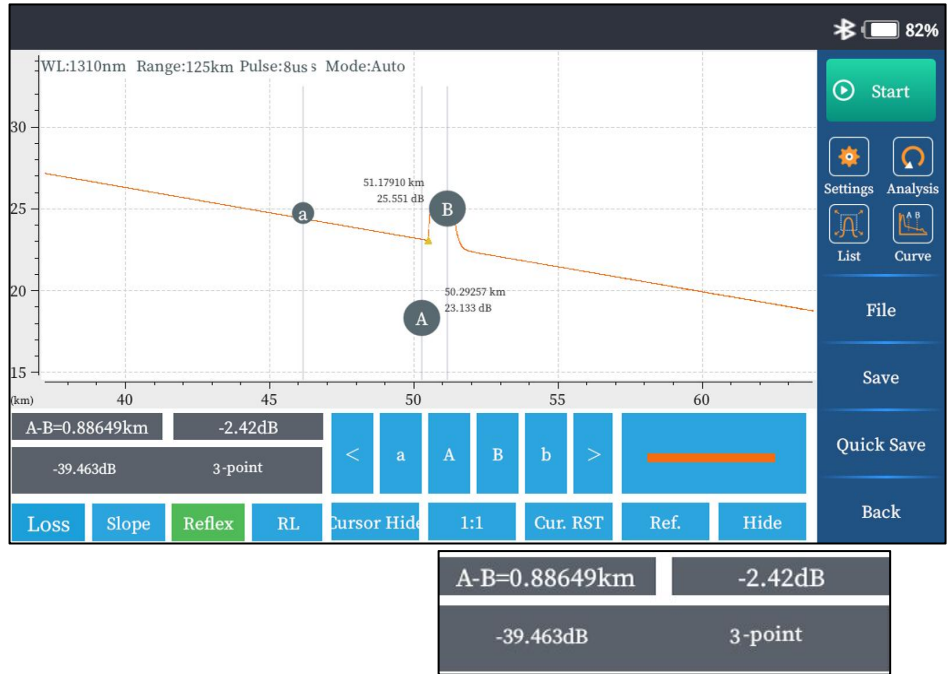 82%
WL:1310nm Range:125km Pulse:8us s Mode:Auto
Start
30
Settings Analysis
51.17910 km
25.551 dB
25
a
B
List Curve
A B
20
50.29257 km
23.133 dB
A
File
15
(km) 40 45 50 55 60
Save
A-B=0.88649km -2.42dB
-39.463dB 3-point
< a A B b >
Quick Save
Loss Slope Reflex RL Cursor Hide 1:1 Cur. RST Ref. Hide
Back
A-B=0.88649km -2.42dB
-39.463dB 3-point